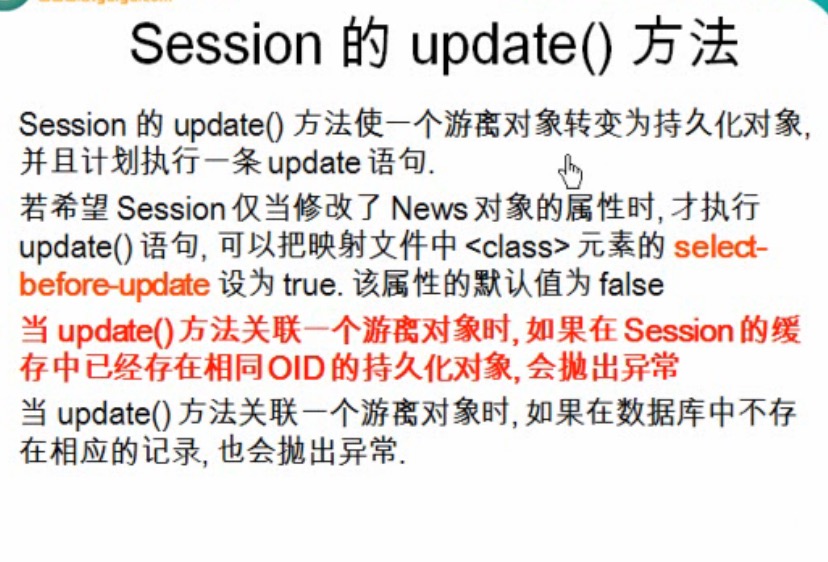 Session 的 update() 方法
Session 的 update() 方法使一个游离对象转变为持久化对象,
并且计划执行一条 update 语句.
若希望 Session 仅当修改了 News 对象的属性时, 才执行
update() 语句, 可以把映射文件中 <class> 元素的 select-
before-update 设为 true. 该属性的默认值为 false
当 update() 方法关联一个游离对象时, 如果在 Session 的缓
存中已经存在相同 OID 的持久化对象, 会抛出异常
当 update() 方法关联一个游离对象时, 如果在数据库中不存
在相应的记录, 也会抛出异常.